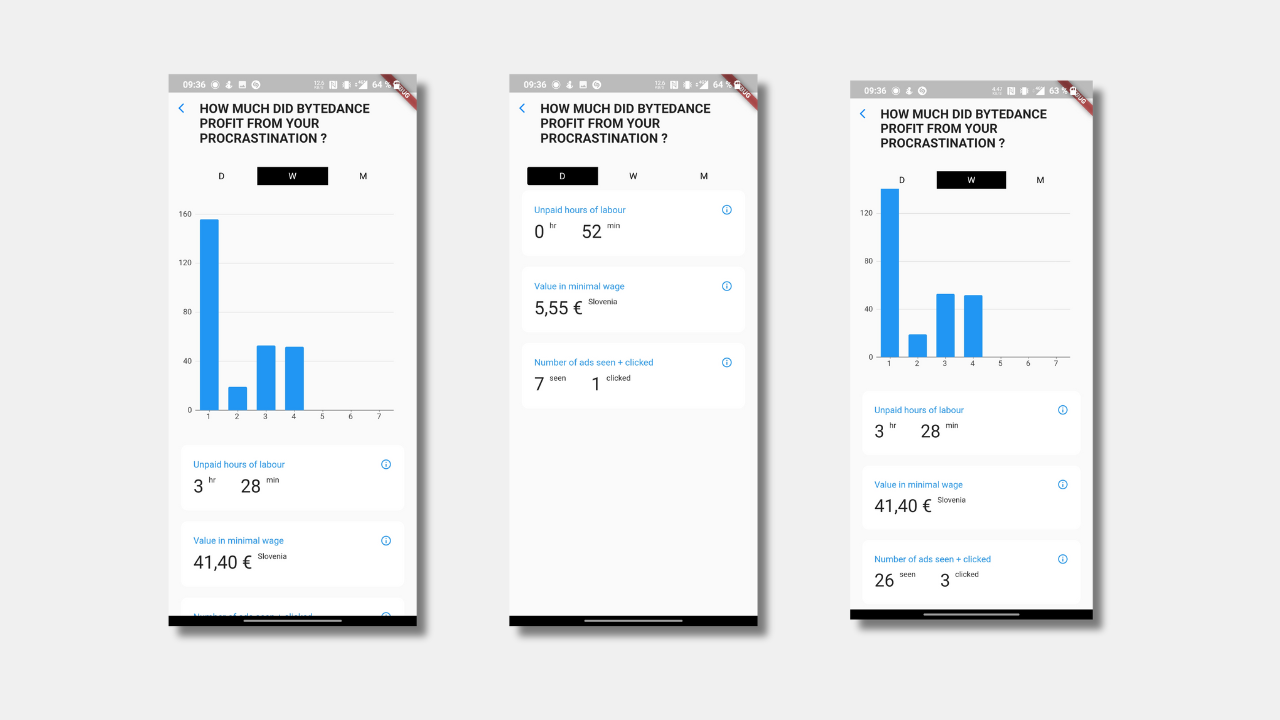 09:36
64 %
HOW MUCH DID BYTEDANCE
PROFIT FROM YOUR
PROCRASTINATION ?
D W M
160
120
80
40
0
1 2 3 4 5 6 7
Unpaid hours of labour
3 hr 28 min
Value in minimal wage
41,40 € Slovenia
Number of ads seen + clicked
09:36
64 %
HOW MUCH DID BYTEDANCE
PROFIT FROM YOUR
PROCRASTINATION ?
D W M
Unpaid hours of labour
0 hr 52 min
Value in minimal wage
5,55 € Slovenia
Number of ads seen + clicked
7 seen 1 clicked
09:36
63 %
HOW MUCH DID BYTEDANCE
PROFIT FROM YOUR
PROCRASTINATION ?
D W M
120
80
40
0
1 2 3 4 5 6 7
Unpaid hours of labour
3 hr 28 min
Value in minimal wage
41,40 € Slovenia
Number of ads seen + clicked
26 seen 3 clicked